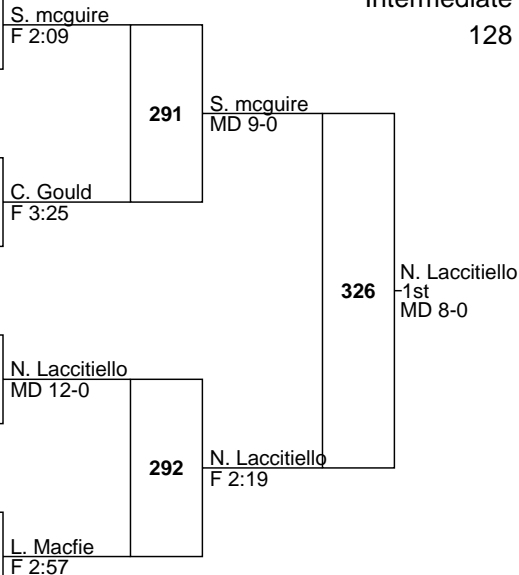 Intermediate
128
S. mcguire
F 2:09
291
S. mcguire
MD 9-0
C. Gould
F 3:25
326
N. Laccitiello
1st
MD 8-0
N. Laccitiello
MD 12-0
292
N. Laccitiello
F 2:19
L. Macfie
F 2:57